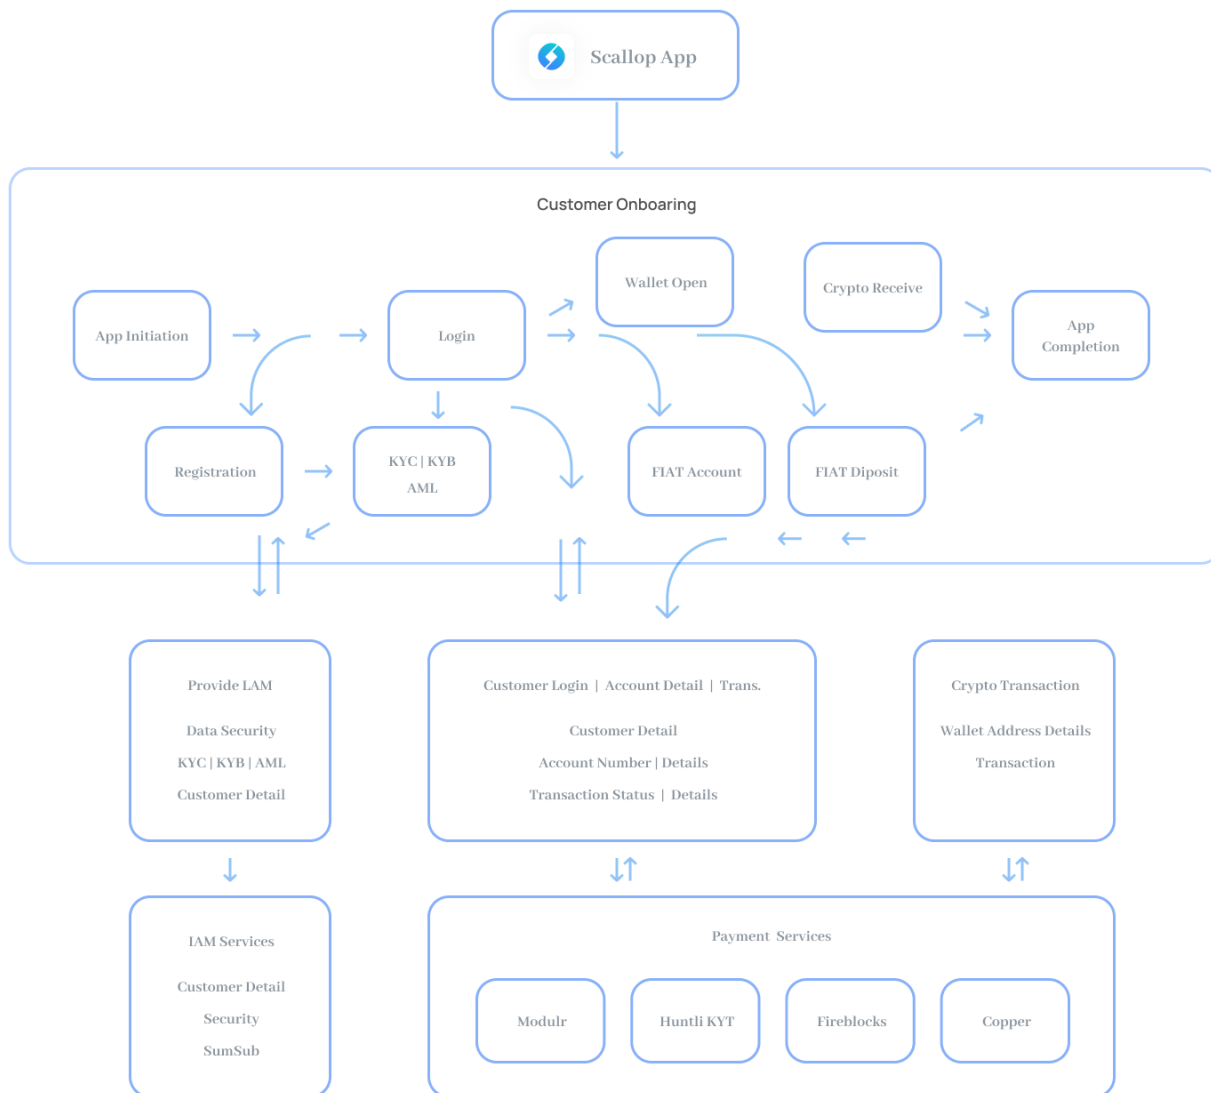 Scallop App
Customer Onboaring
Wallet Open
Crypto Receive
App Initiation
Login
App
Completion
Registration
KYC | KYB
AML
FIAT Account
FIAT Diposit
Provide LAM
Data Security
KYC | KYB | AML
Customer Detail
Customer Login | Account Detail | Trans.
Customer Detail
Account Number | Details
Transaction Status | Details
Crypto Transaction
Wallet Address Details
Transaction
IAM Services
Customer Detail
Security
SumSub
Payment Services
Modulr
Huntli KYT
Fireblocks
Copper